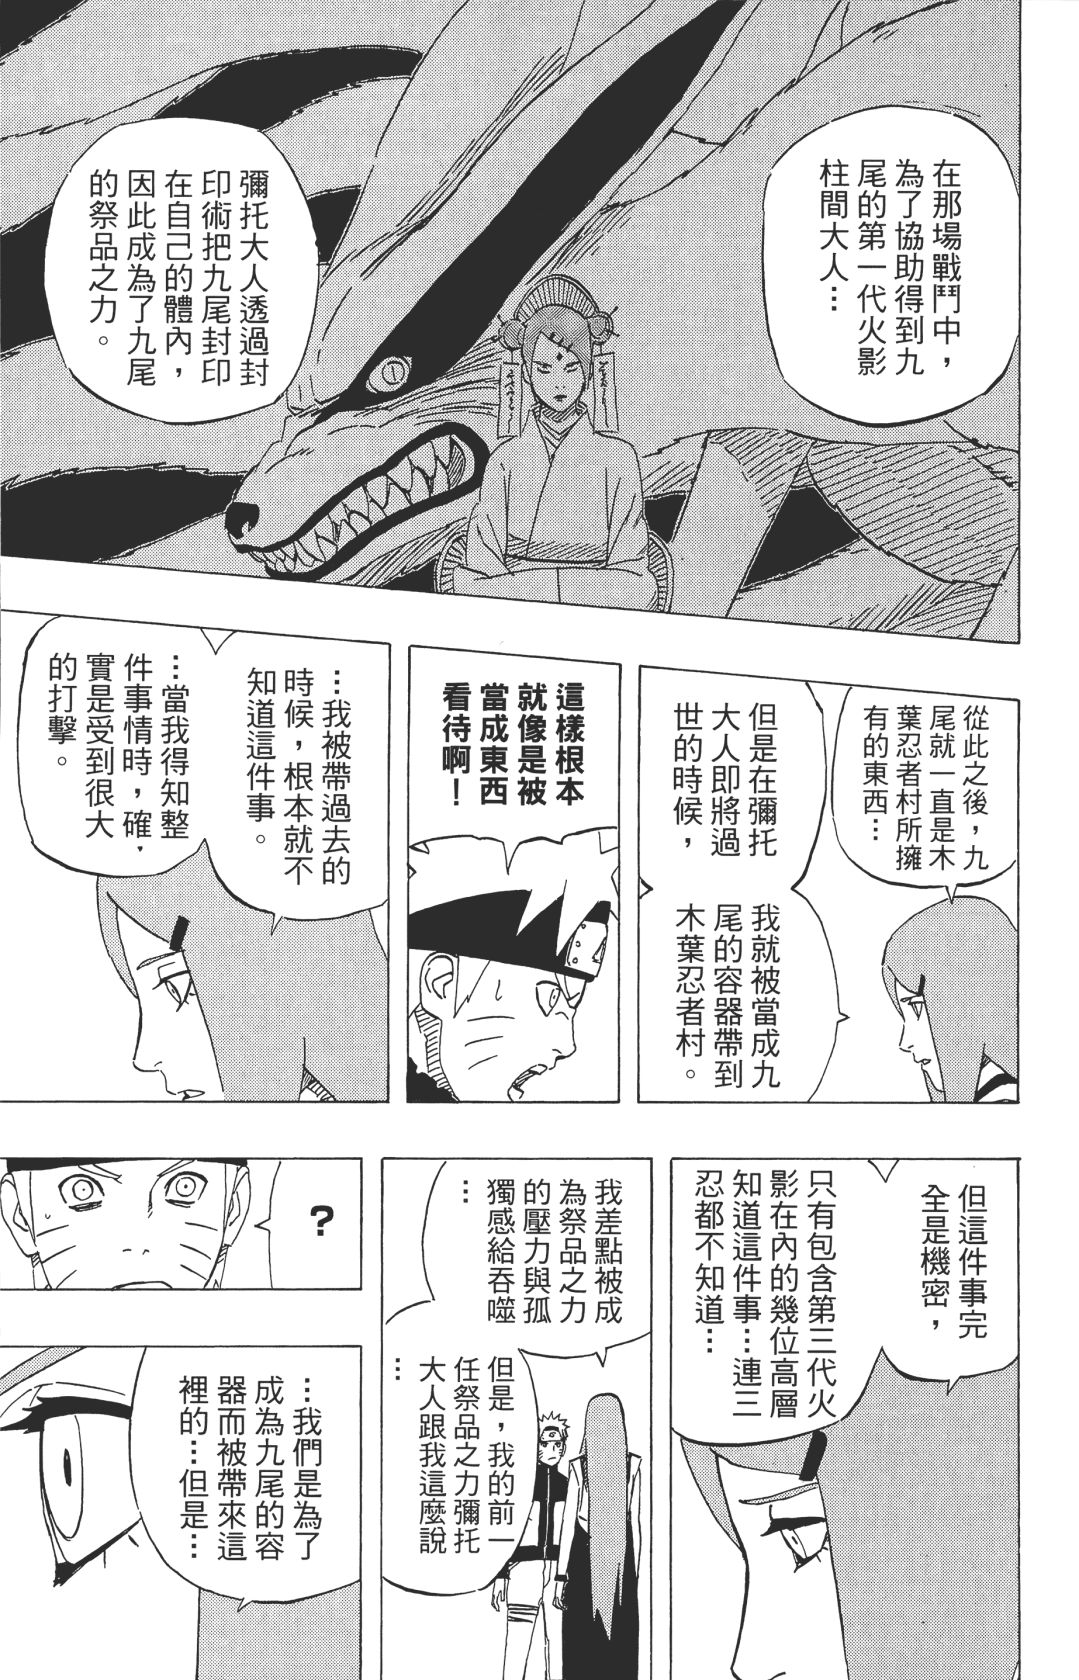 在那場戰鬥中，
為了協助得到九
尾的第一代火影
柱間大人…
彌托大人透過封
印術把九尾封印
在自己的體內，
因此成為了九尾
的祭品之力。
從此之後，九
尾就一直是木
葉忍者村所擁
有的東西…
但是在彌托
大人即將過
世的時候，
我就被當成九
尾的容器帶到
木葉忍者村。
這樣根本
就像是被
當成東西
看待啊！
…我被帶過去的
時候，根本就不
知道這件事。
…當我得知整
件事情時，確
實是受到很大
的打擊。
但這件事完
全是機密，
只有包含第三代火
影在內的幾位高層
知道這件事…連三
忍都不知道…
我差點被成
為祭品之力
的壓力與孤
獨感給吞噬
…
但是，我的前一
任祭品之力彌托
大人跟我這麼說
…
？
…我們是為了
成為九尾的容
器而被帶來這
裡的…但是…